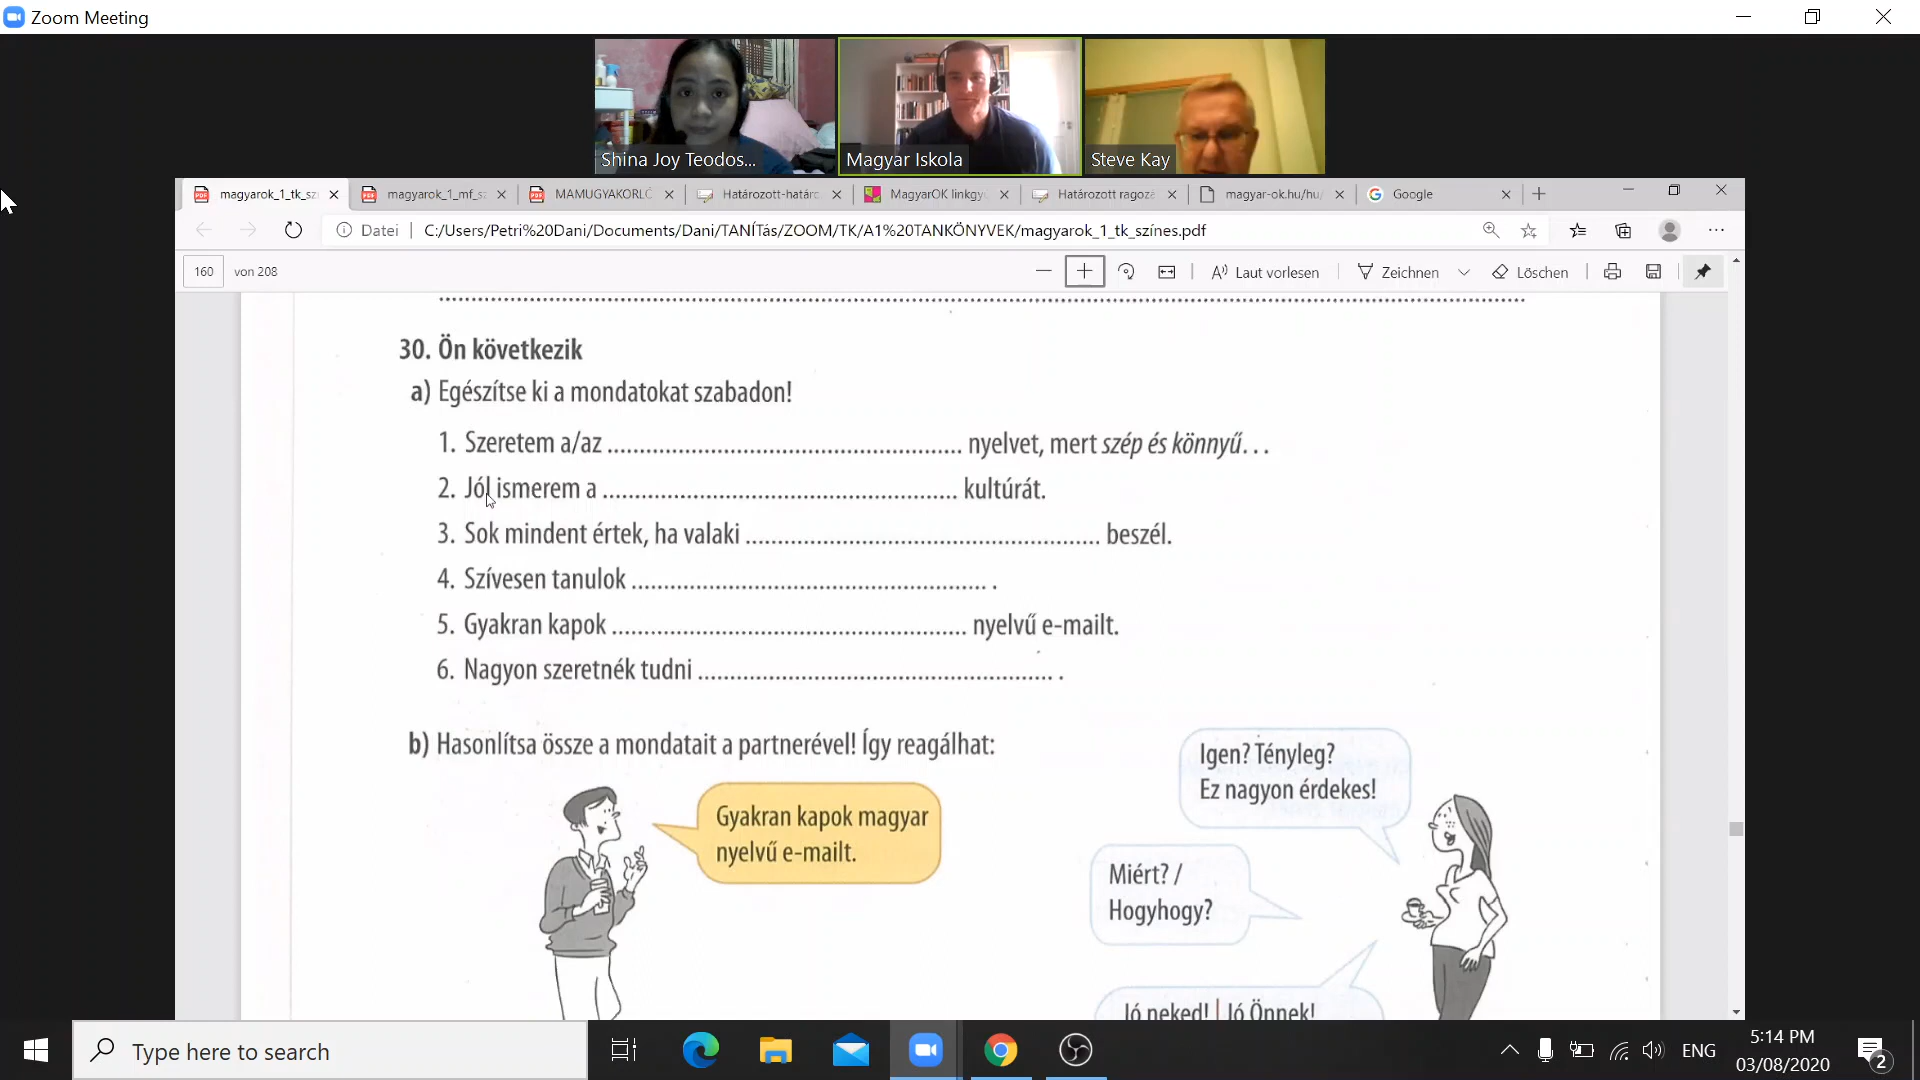 Zoom Meeting
Shina Joy Teodos...
Magyar Iskola
Steve Kay
magyarok_1_tk_sz
magyarok_1_mf_sz
MAMUGYAKORLÓ
Határozott-határo
MagyarOK linkgy
Határozott ragoz
magyar-ok.hu/hu/
Google
Datei
C:/Users/Petri%20Dani/Documents/Dani/TANÍTás/ZOOM/TK/A1%20TANKÖNYVEK/magyarok_1_tk_színes.pdf
160 von 208
Laut vorlesen
Zeichnen
Löschen
30. Ön következik
a) Egészítse ki a mondatokat szabadon!
1. Szeretem a/az ........................................................ nyelvet, mert szép és könnyű...
2. Jól ismerem a ........................................................ kultúrát.
3. Sok mindent értek, ha valaki ........................................................ beszél.
4. Szívesen tanulok ........................................................ .
5. Gyakran kapok ........................................................ nyelvű e-mailt.
6. Nagyon szeretnék tudni ........................................................ .
b) Hasonlítsa össze a mondatait a partnerével! Így reagálhat:
Gyakran kapok magyar
nyelvű e-mailt.
Igen? Tényleg?
Ez nagyon érdekes!
Miért? /
Hogyhogy?
Jó neked! | Jó Önnek!
Type here to search
ENG
5:14 PM
03/08/2020
2